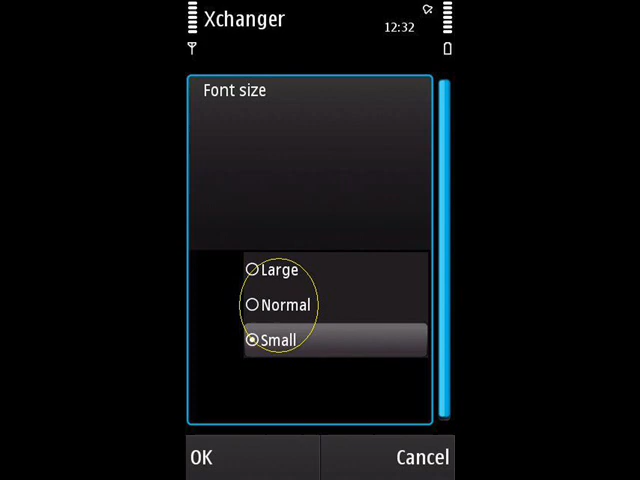 Xchanger
12:32
Font size
Large
Normal
Small
OK
Cancel